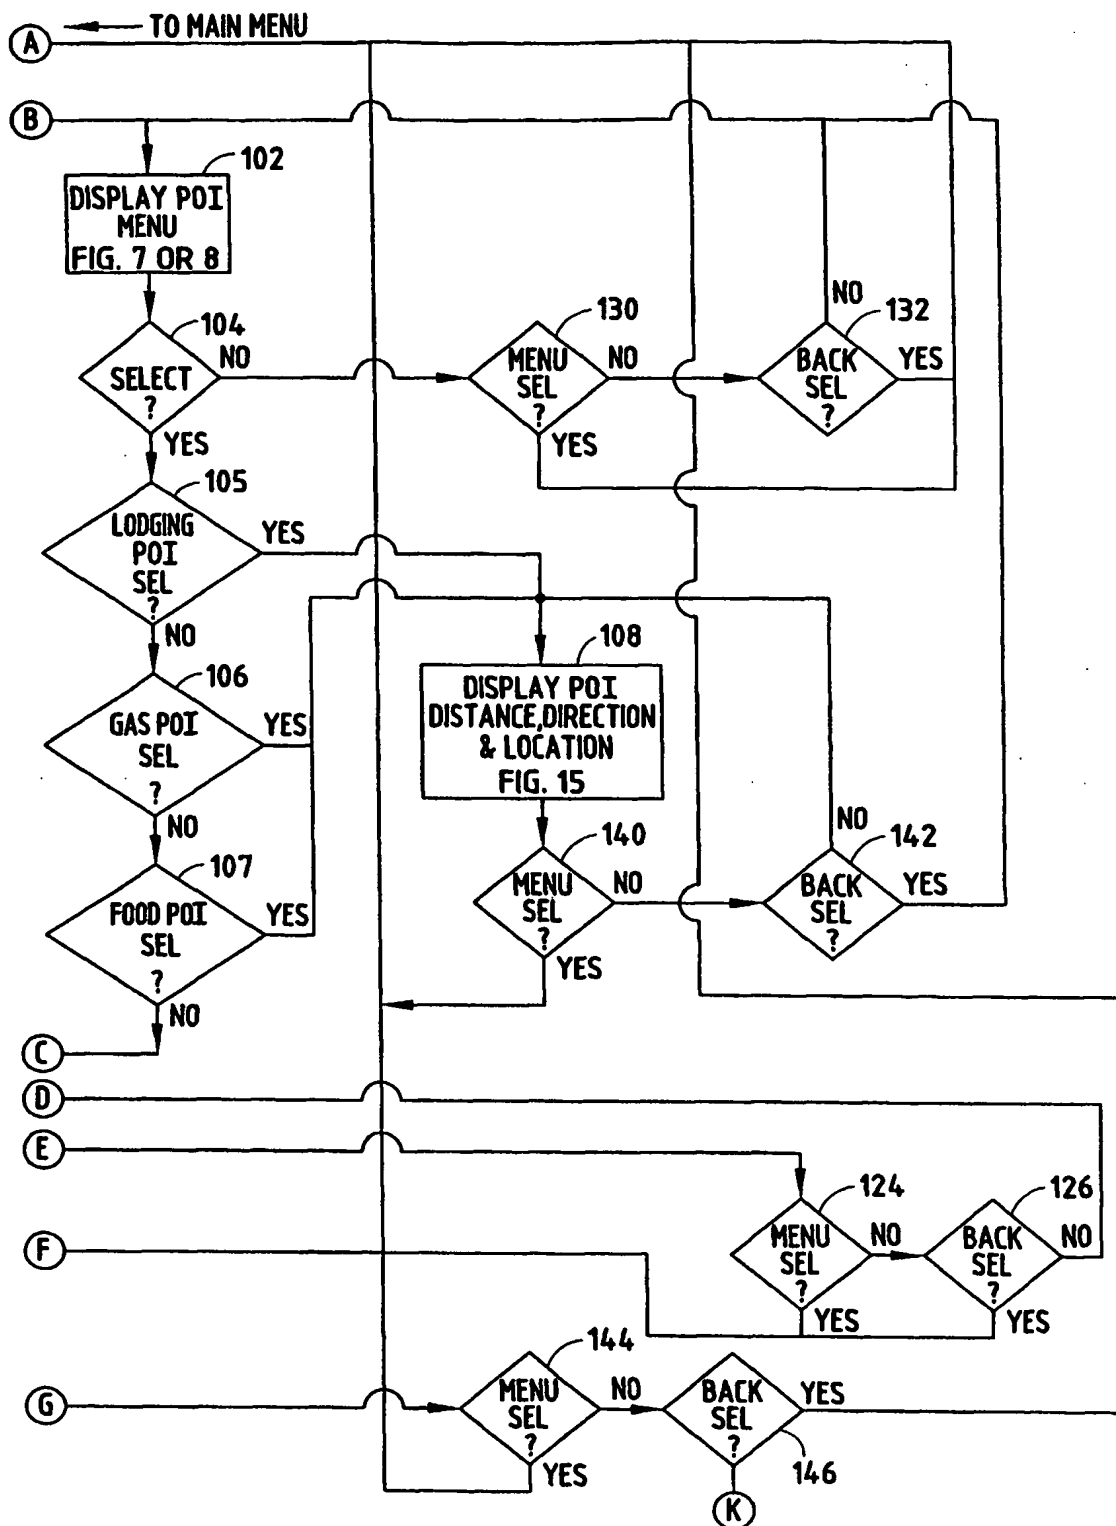 A
TO MAIN MENU
B
102
DISPLAY POI
MENU
FIG. 7 OR 8
104
SELECT
?
NO
YES
130
MENU
SEL
?
NO
YES
NO
132
BACK
SEL
?
YES
105
LODGING
POI
SEL
?
YES
NO
106
GAS POI
SEL
?
YES
NO
107
FOOD POI
SEL
?
YES
NO
108
DISPLAY POI
DISTANCE,DIRECTION
& LOCATION
FIG. 15
140
MENU
SEL
?
NO
YES
NO
142
BACK
SEL
?
YES
C
D
E
124
MENU
SEL
?
NO
YES
126
BACK
SEL
?
NO
YES
F
G
144
MENU
SEL
?
NO
YES
BACK
SEL
?
YES
146
K